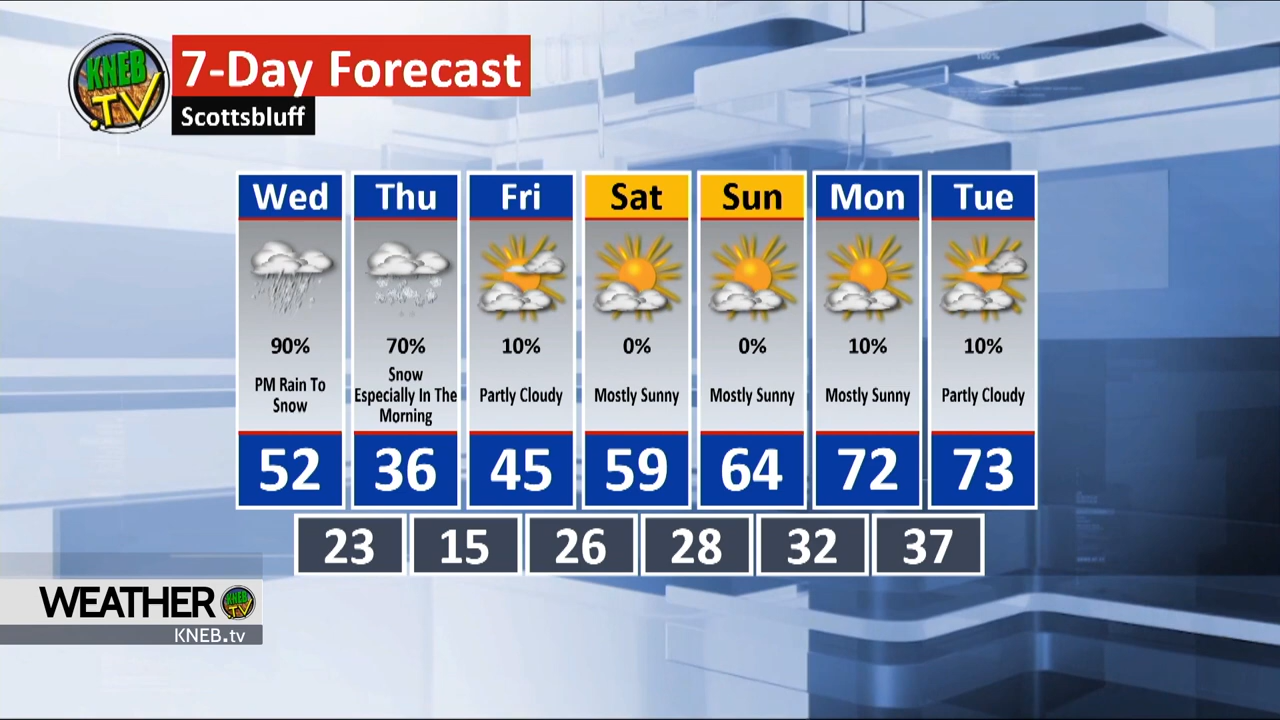 KNEB
.TV
7-Day Forecast
Scottsbluff
Wed Thu Fri Sat Sun Mon Tue
90% 70% 10% 0% 0% 10% 10%
PM Rain To
Snow
Snow
Especially In The
Morning
Partly Cloudy
Mostly Sunny
Mostly Sunny
Mostly Sunny
Partly Cloudy
52 36 45 59 64 72 73
23 15 26 28 32 37
WEATHER
KNEB
.TV
KNEB.tv